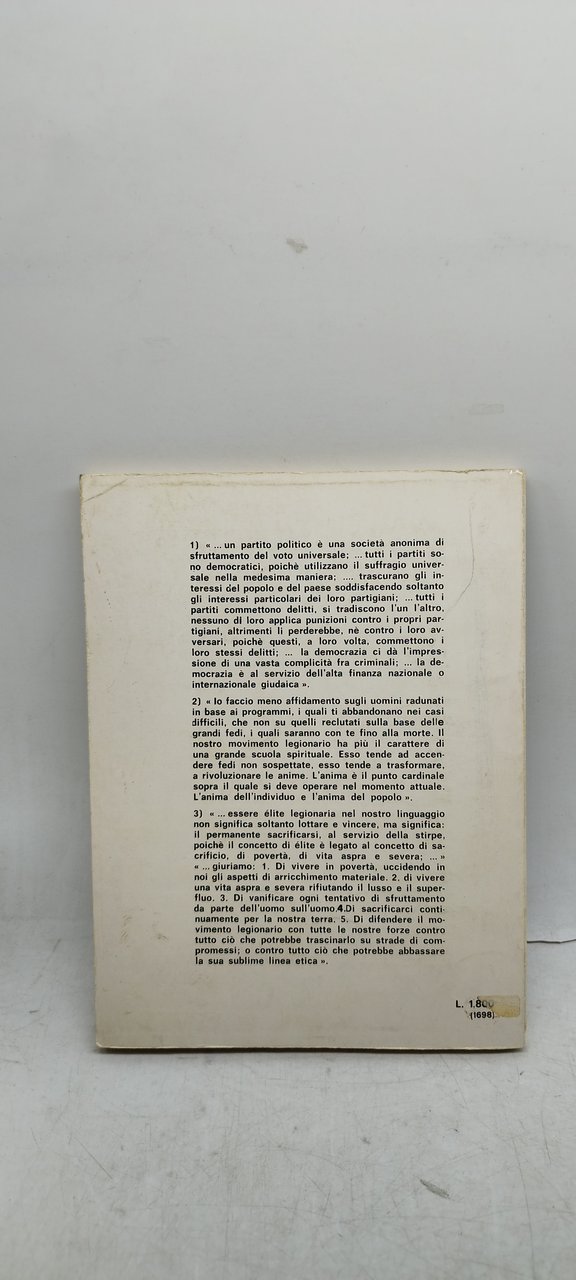 1) « ... un partito politico è una società anonima di
sfruttamento del voto universale; ... tutti i partiti so-
no democratici, poichè utilizzano il suffragio univer-
sale nella medesima maniera; .... trascurano gli in-
teressi del popolo e del paese soddisfacendo soltanto
gli interessi particolari dei loro partigiani; ... tutti i
partiti commettono delitti, si tradiscono l'un l'altro,
nessuno di loro applica punizioni contro i propri par-
tigiani, altrimenti li perderebbe, nè contro i loro av-
versari, poichè questi, a loro volta, commettono i
loro stessi delitti; ... la democrazia ci dà l'impres-
sione di una vasta complicità fra criminali; ... la de-
mocrazia è al servizio dell'alta finanza nazionale o
internazionale giudaica ».
2) « Io faccio meno affidamento sugli uomini radunati
in base ai programmi, i quali ti abbandonano nei casi
difficili, che non su quelli reclutati sulla base delle
grandi fedi, i quali saranno con te fino alla morte. Il
nostro movimento legionario ha più il carattere di
una grande scuola spirituale. Esso tende ad accen-
dere fedi non sospettate, esso tende a trasformare,
a rivoluzionare le anime. L'anima è il punto cardinale
sopra il quale si deve operare nel momento attuale.
L'anima dell'individuo e l'anima del popolo ».
3) « ... essere élite legionaria nel nostro linguaggio
non significa soltanto lottare e vincere, ma significa:
il permanente sacrificarsi, al servizio della stirpe,
poichè il concetto di élite è legato al concetto di sa-
crificio, di povertà, di vita aspra e severa; ... »
« ... giuriamo: 1. Di vivere in povertà, uccidendo in
noi gli aspetti di arricchimento materiale. 2. di vivere
una vita aspra e severa rifiutando il lusso e il super-
fluo. 3. Di vanificare ogni tentativo di sfruttamento
da parte dell'uomo sull'uomo.4.Di sacrificarci conti-
nuamente per la nostra terra. 5. Di difendere il mo-
vimento legionario con tutte le nostre forze contro
tutto ciò che potrebbe trascinarlo su strade di com-
promessi; o contro tutto ciò che potrebbe abbassare
la sua sublime linea etica ».
L. 1.800
(1698)